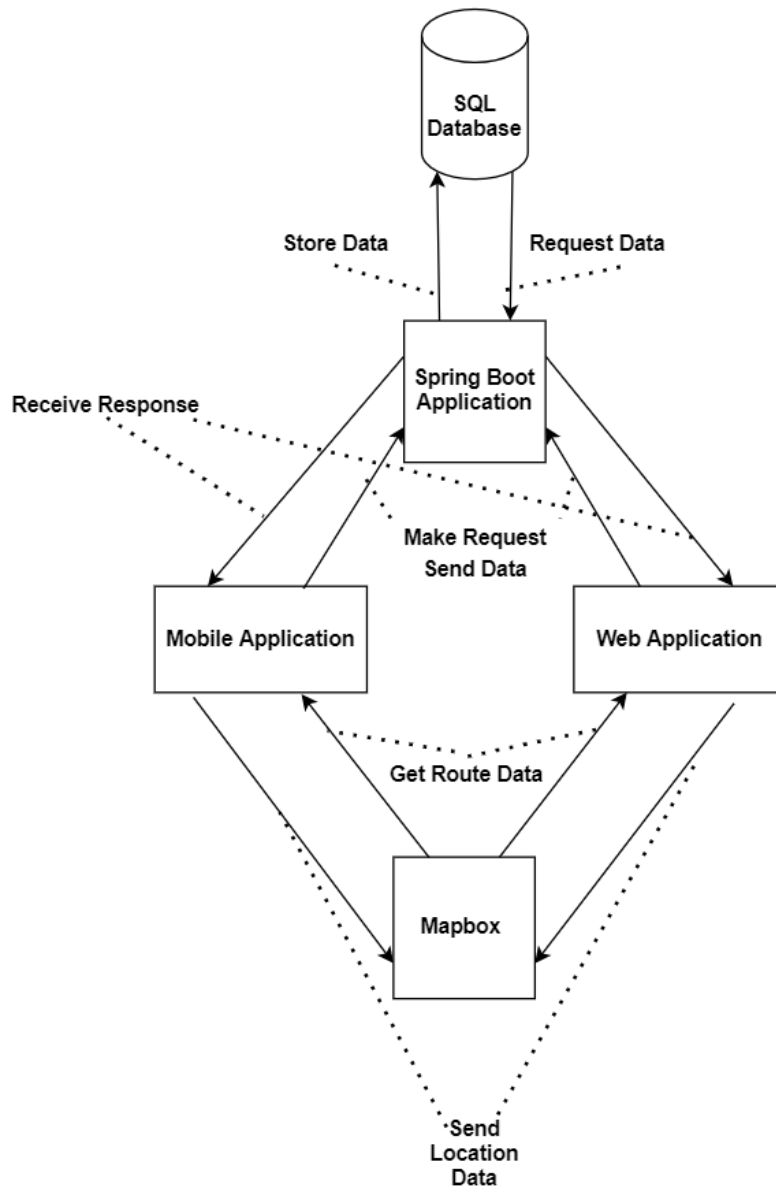 SQL
Database
Store Data
Request Data
Spring Boot
Application
Receive Response
Make Request
Send Data
Mobile Application
Web Application
Get Route Data
Mapbox
Send
Location
Data